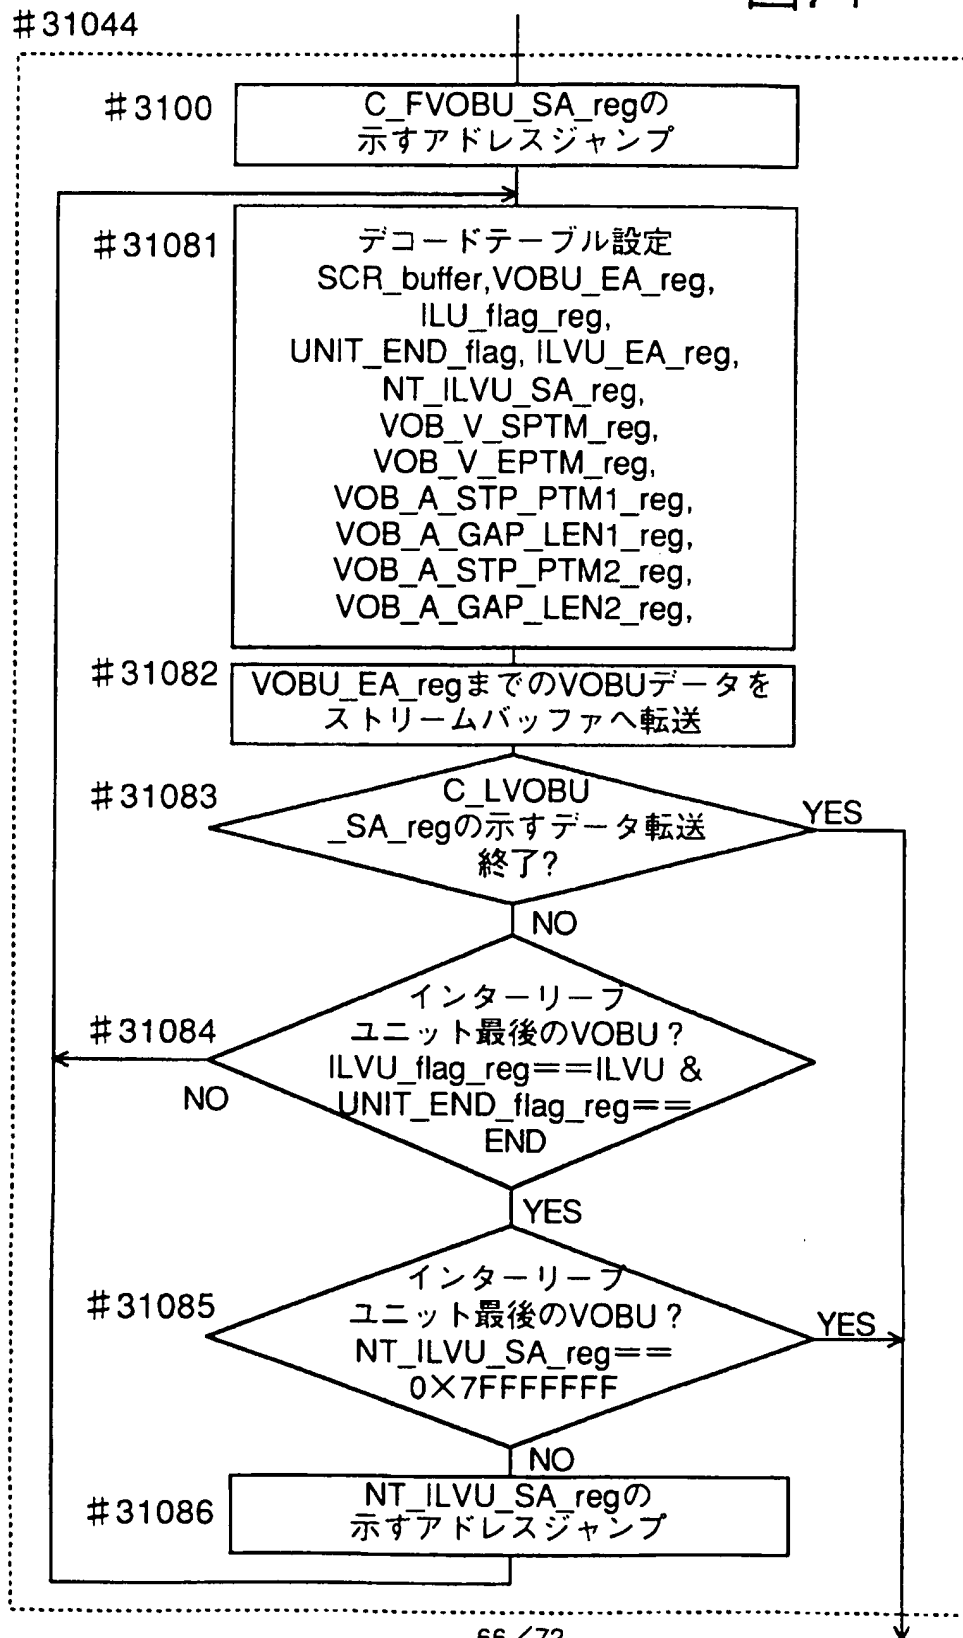 #31044
#3100
C_FVOBU_SA_regの
示すアドレスジャンプ
#31081
デコードテーブル設定
SCR_buffer,VOBU_EA_reg,
ILU_flag_reg,
UNIT_END_flag, ILVU_EA_reg,
NT_ILVU_SA_reg,
VOB_V_SPTM_reg,
VOB_V_EPTM_reg,
VOB_A_STP_PTM1_reg,
VOB_A_GAP_LEN1_reg,
VOB_A_STP_PTM2_reg,
VOB_A_GAP_LEN2_reg,
#31082
VOBU_EA_regまでのVOBUデータを
ストリームバッファへ転送
#31083
C_LVOBU
_SA_regの示すデータ転送
終了?
YES
NO
#31084
インターリーブ
ユニット最後のVOBU?
ILVU_flag_reg==ILVU &
UNIT_END_flag_reg==
END
NO
YES
#31085
インターリーブ
ユニット最後のVOBU?
NT_ILVU_SA_reg==
0×7FFFFFFF
YES
NO
#31086
NT_ILVU_SA_regの
示すアドレスジャンプ